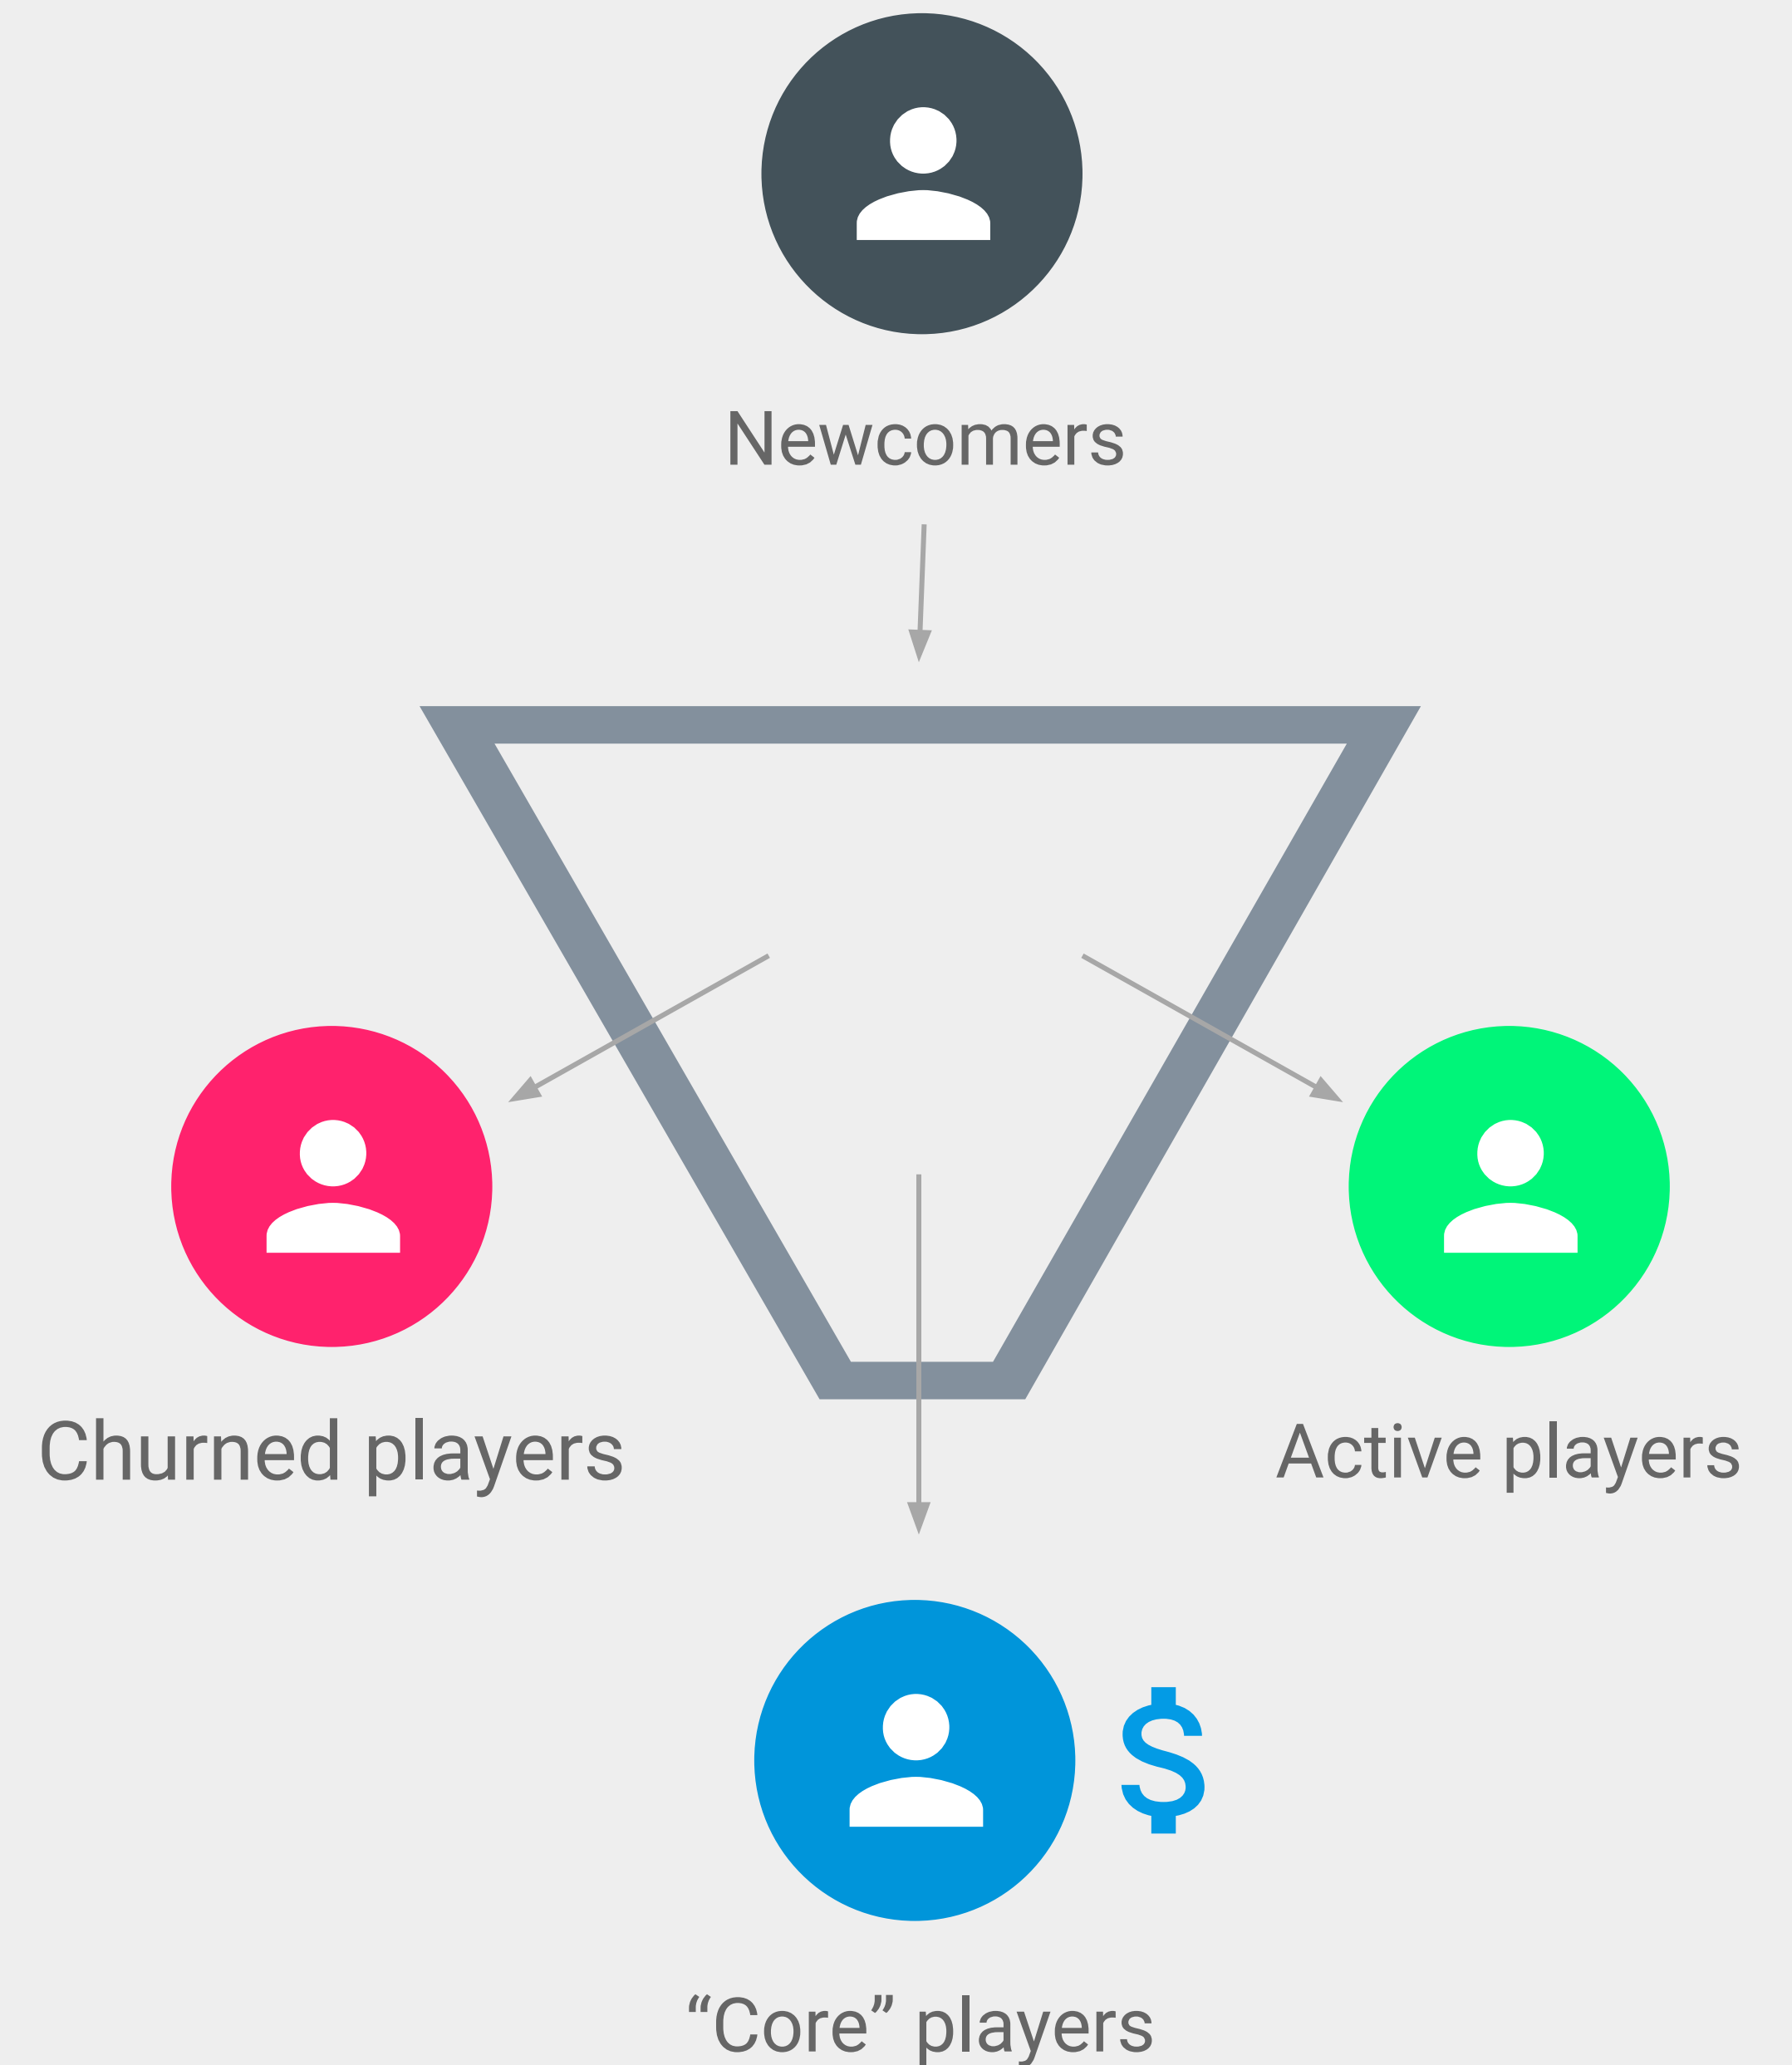 Newcomers
Churned players
Active players
$
“Core” players